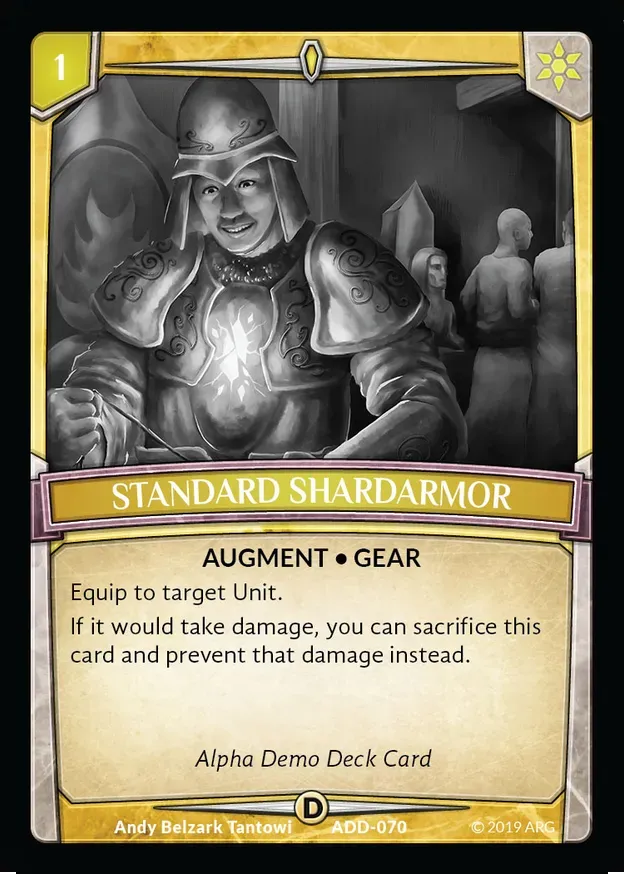 1
STANDARD SHARDARMOR
AUGMENT • GEAR
Equip to target Unit.
If it would take damage, you can sacrifice this
card and prevent that damage instead.
Alpha Demo Deck Card
D
Andy Belzark Tantowi ADD-070 © 2019 ARG